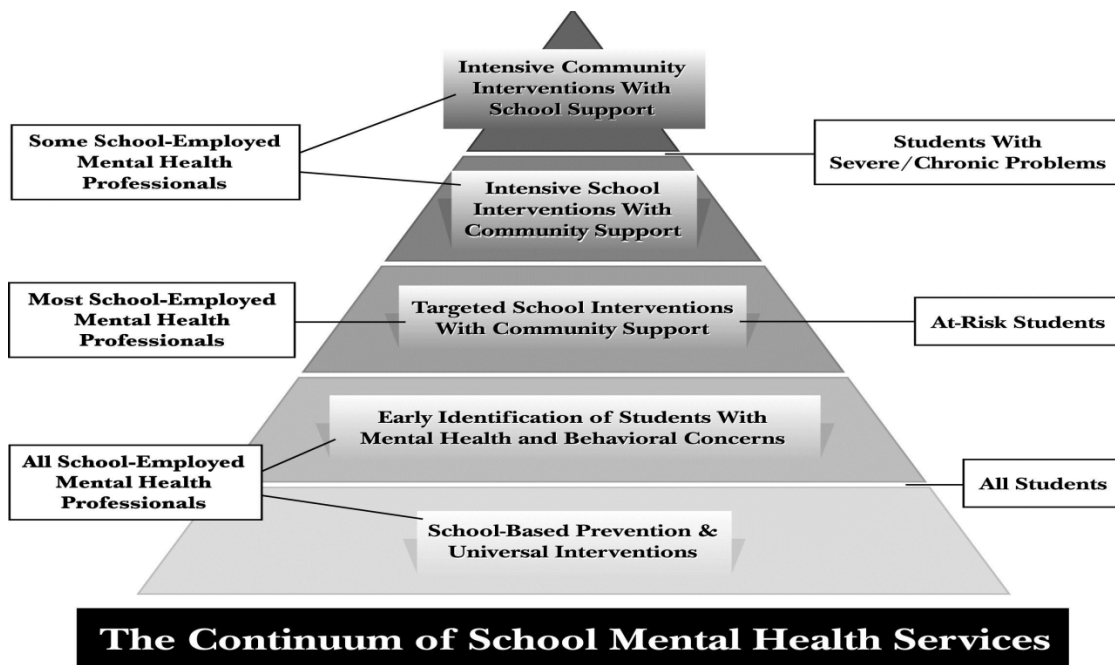 Intensive Community
Interventions With
School Support
Some School-Employed
Mental Health
Professionals
Students With
Severe/Chronic Problems
Intensive School
Interventions With
Community Support
Most School-Employed
Mental Health
Professionals
Targeted School Interventions
With Community Support
At-Risk Students
Early Identification of Students With
Mental Health and Behavioral Concerns
All School-Employed
Mental Health
Professionals
All Students
School-Based Prevention &
Universal Interventions
The Continuum of School Mental Health Services